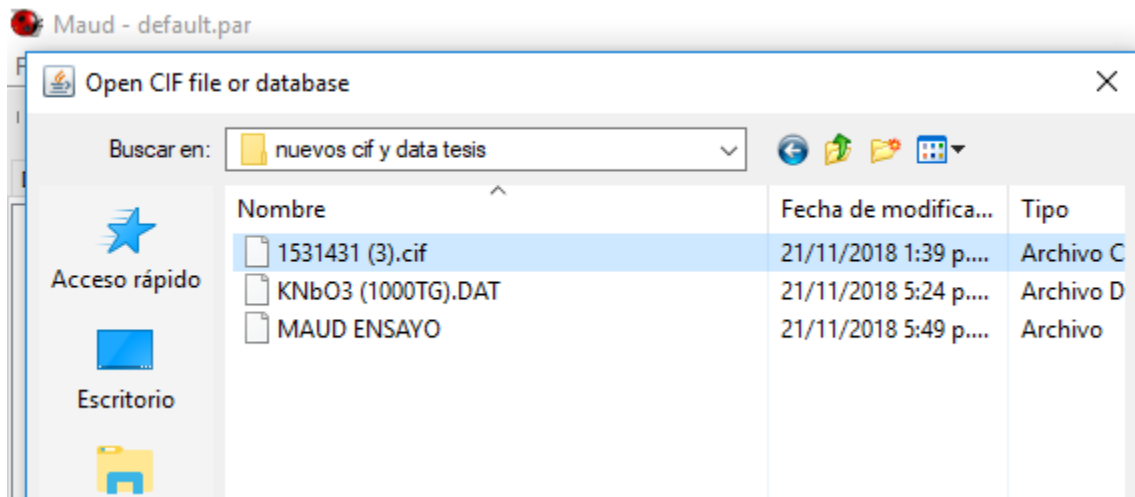 Maud - default.par
Open CIF file or database
Buscar en: nuevos cif y data tesis
Nombre Fecha de modifica... Tipo
1531431 (3).cif 21/11/2018 1:39 p.... Archivo C
KNbO3 (1000TG).DAT 21/11/2018 5:24 p.... Archivo D
MAUD ENSAYO 21/11/2018 5:49 p.... Archivo
Acceso rápido
Escritorio